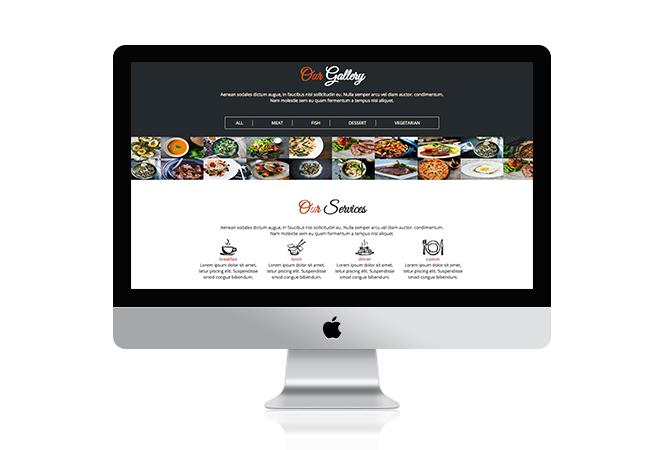 Our Gallery
Aenean sodales dictum augue, in faucibus nisi sollicitudin eu. Nulla semper arcu vel diam auctor, condimentum.
Nam molestie sem eu quam fermentum a tempus nisi aliquet.
ALL MEAT FISH DESSERT VEGETARIAN
Our Services
Aenean sodales dictum augue, in faucibus nisi sollicitudin eu. Nulla semper arcu vel diam auctor, condimentum.
Nam molestie sem eu quam fermentum a tempus nisi aliquet.
breakfast lunch dinner custom
Lorem ipsum dolor sit amet, Lorem ipsum dolor sit amet, Lorem ipsum dolor sit amet, Lorem ipsum dolor sit amet,
tetur piscing elit. Suspendisse tetur piscing elit. Suspendisse tetur piscing elit. Suspendisse tetur piscing elit. Suspendisse
smod congue diam smod congue diam smod congue diam smod congue diam